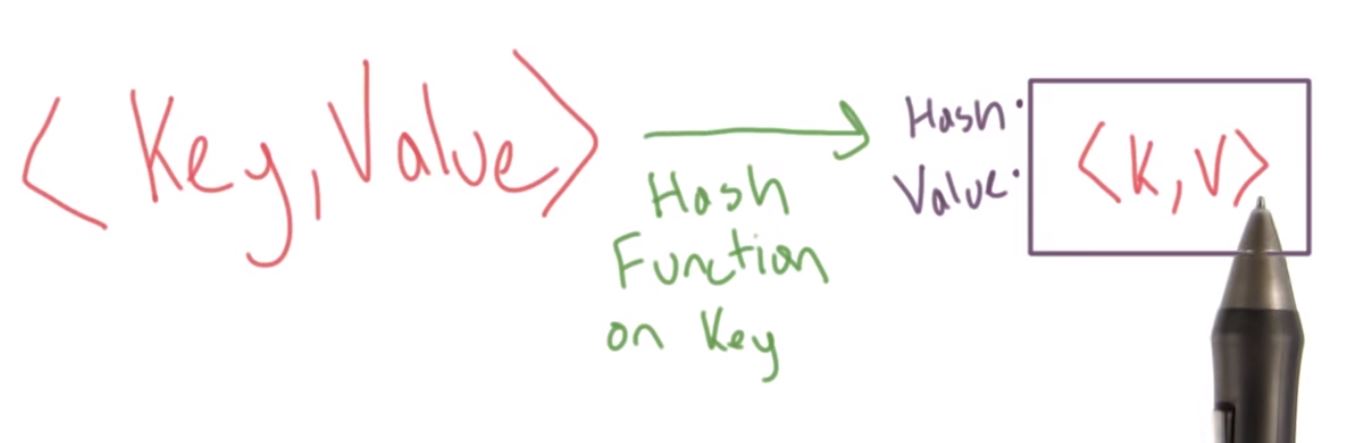 <Key, Value>
Hash
Function
on Key
Hash
Value
<K, V>